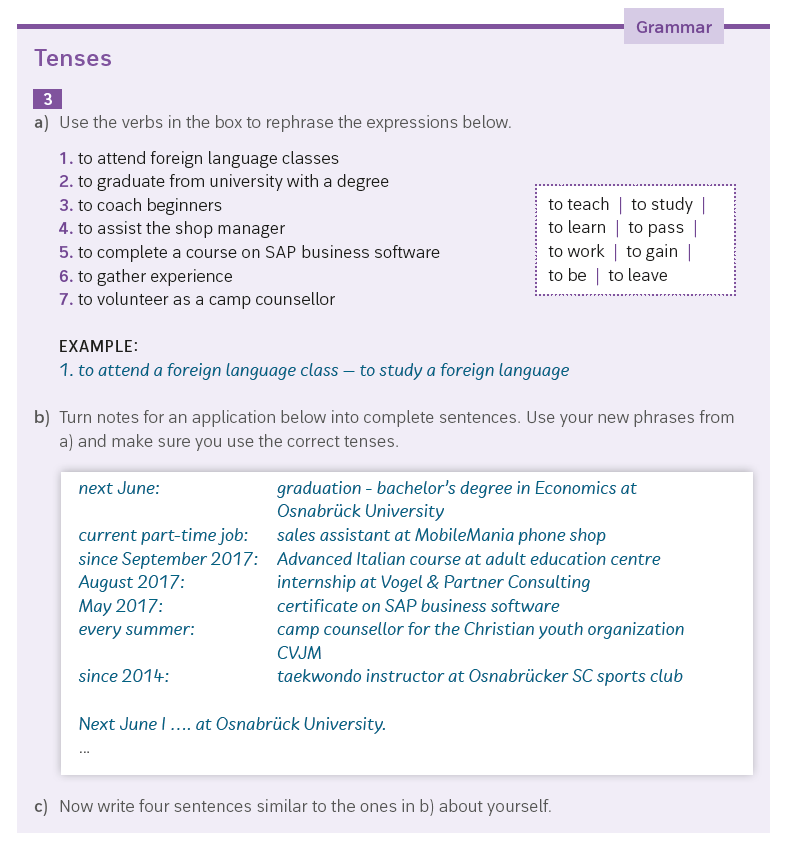 Grammar
Tenses
3
a) Use the verbs in the box to rephrase the expressions below.
1. to attend foreign language classes
2. to graduate from university with a degree
3. to coach beginners
4. to assist the shop manager
5. to complete a course on SAP business software
6. to gather experience
7. to volunteer as a camp counsellor
to teach | to study |
to learn | to pass |
to work | to gain |
to be | to leave
EXAMPLE:
1. to attend a foreign language class – to study a foreign language
b) Turn notes for an application below into complete sentences. Use your new phrases from
a) and make sure you use the correct tenses.
next June: graduation - bachelor's degree in Economics at
Osnabrück University
current part-time job: sales assistant at MobileMania phone shop
since September 2017: Advanced Italian course at adult education centre
August 2017: internship at Vogel & Partner Consulting
May 2017: certificate on SAP business software
every summer: camp counsellor for the Christian youth organization
CVJM
since 2014: taekwondo instructor at Osnabrücker SC sports club
Next June I .... at Osnabrück University.
...
c) Now write four sentences similar to the ones in b) about yourself.